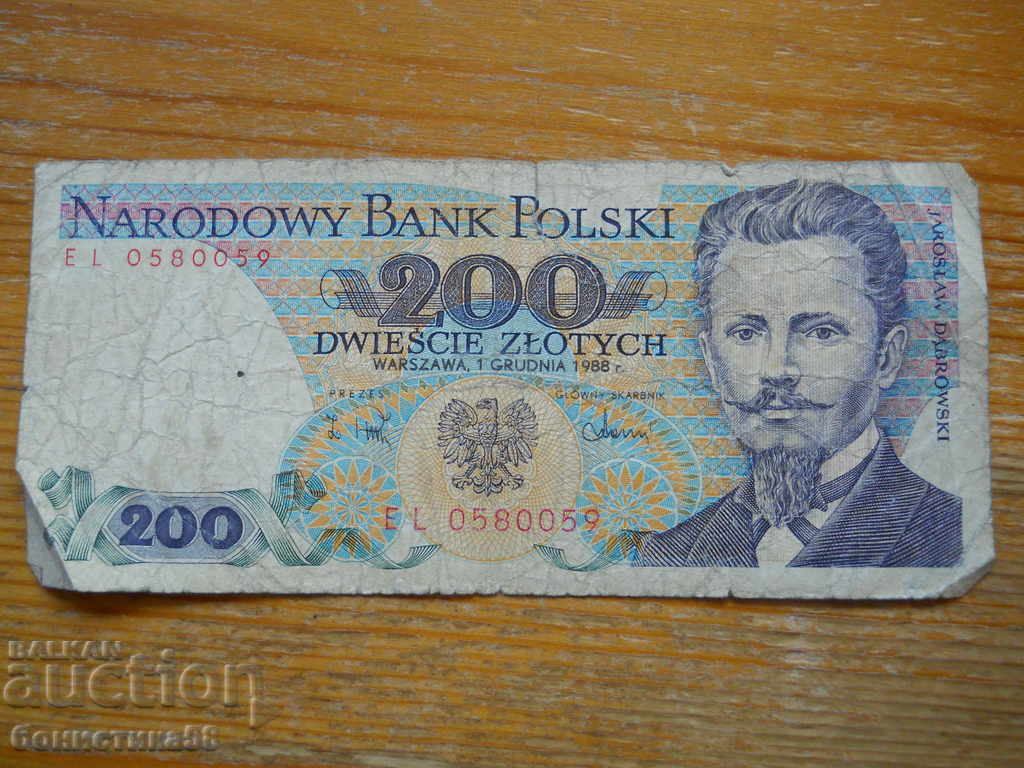 NARODOWY BANK POLSKI
EL 0580059
200
DWIEŚCIE ZŁOTYCH
WARSZAWA, 1 GRUDNIA 1988 r.
PREZES
GŁÓWNY SKARBNIK
JAROSŁAW DĄBROWSKI
EL 0580059
200
BALKAN
auction
бонистика58